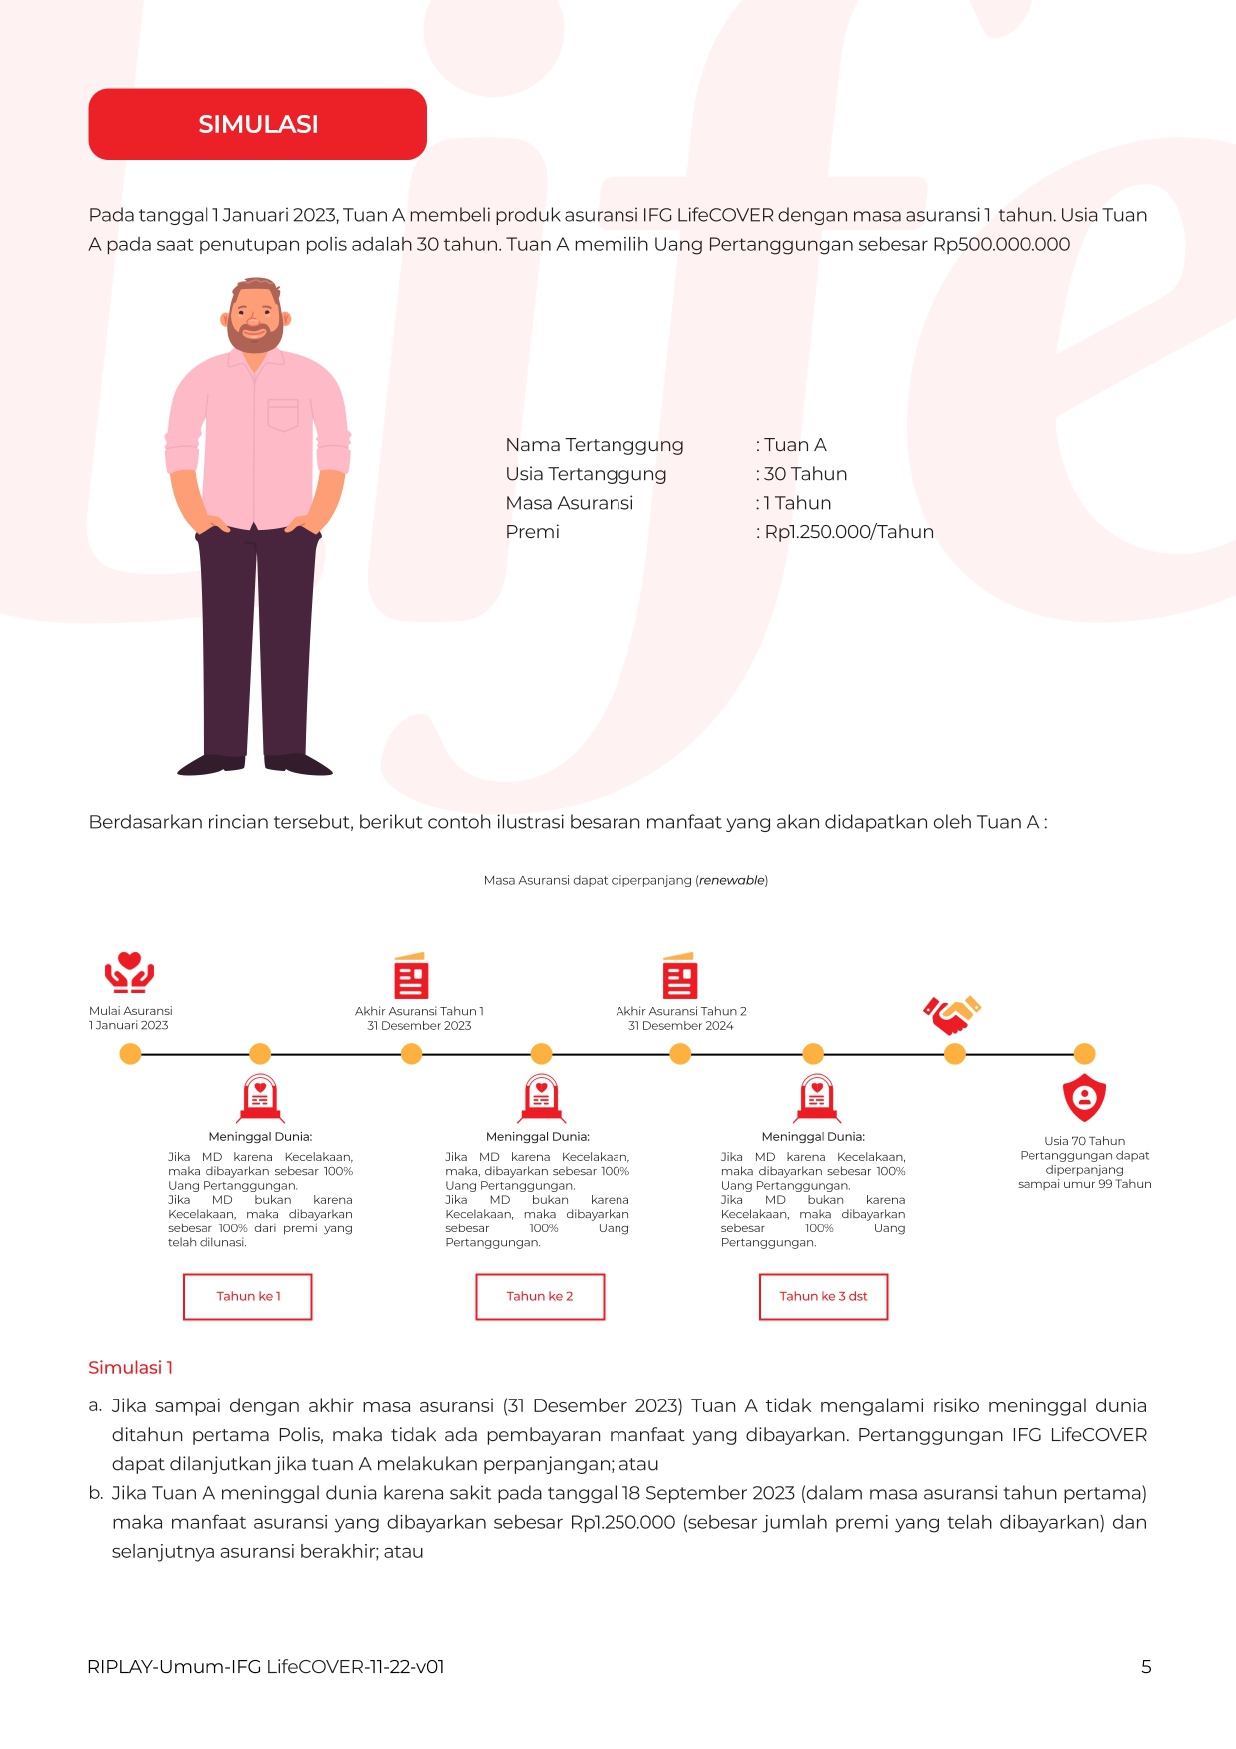 SIMULASI
Pada tanggal 1 Januari 2023, Tuan A membeli produk asuransi IFG LifeCOVER dengan masa asuransi 1 tahun. Usia Tuan
A pada saat penutupan polis adalah 30 tahun. Tuan A memilih Uang Pertanggungan sebesar Rp500.000.000
Nama Tertanggung : Tuan A
Usia Tertanggung : 30 Tahun
Masa Asuransi : 1 Tahun
Premi : Rp1.250.000/Tahun
Berdasarkan rincian tersebut, berikut contoh ilustrasi besaran manfaat yang akan didapatkan oleh Tuan A :
Masa Asuransi dapat ciperpanjang (renewable)
Mulai Asuransi
1 Januari 2023
Akhir Asuransi Tahun 1
31 Desember 2023
Akhir Asuransi Tahun 2
31 Desember 2024
Meninggal Dunia:
Jika MD karena Kecelakaan,
maka dibayarkan sebesar 100%
Uang Pertanggungan.
Jika MD bukan karena
Kecelakaan, maka dibayarkan
sebesar 100% dari premi yang
telah dilunasi.
Tahun ke 1
Meninggal Dunia:
Jika MD karena Kecelakaan,
maka, dibayarkan sebesar 100%
Uang Pertanggungan.
Jika MD bukan karena
Kecelakaan, maka dibayarkan
sebesar 100% Uang
Pertanggungan.
Tahun ke 2
Meninggal Dunia:
Jika MD karena Kecelakaan,
maka dibayarkan sebesar 100%
Uang Pertanggungan.
Jika MD bukan karena
Kecelakaan, maka dibayarkan
sebesar 100% Uang
Pertanggungan.
Tahun ke 3 dst
Usia 70 Tahun
Pertanggungan dapat
diperpanjang
sampai umur 99 Tahun
Simulasi 1
a. Jika sampai dengan akhir masa asuransi (31 Desember 2023) Tuan A tidak mengalami risiko meninggal dunia
ditahun pertama Polis, maka tidak ada pembayaran manfaat yang dibayarkan. Pertanggungan IFG LifeCOVER
dapat dilanjutkan jika tuan A melakukan perpanjangan; atau
b. Jika Tuan A meninggal dunia karena sakit pada tanggal 18 September 2023 (dalam masa asuransi tahun pertama)
maka manfaat asuransi yang dibayarkan sebesar Rp1.250.000 (sebesar jumlah premi yang telah dibayarkan) dan
selanjutnya asuransi berakhir; atau
RIPLAY-Umum-IFG LifeCOVER-11-22-v01
5
life